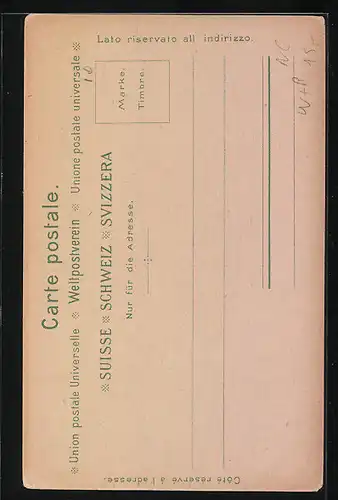 Carte postale.
※ Union postale Universelle ※ Weltpostverein ※ Unione postale universale ※
※ SUISSE ※ SCHWEIZ ※ SVIZZERA
Nur für die Adresse.
Marke.
Timbre.
Côté reservé à l adresse.
Lato riservato all indirizzo.